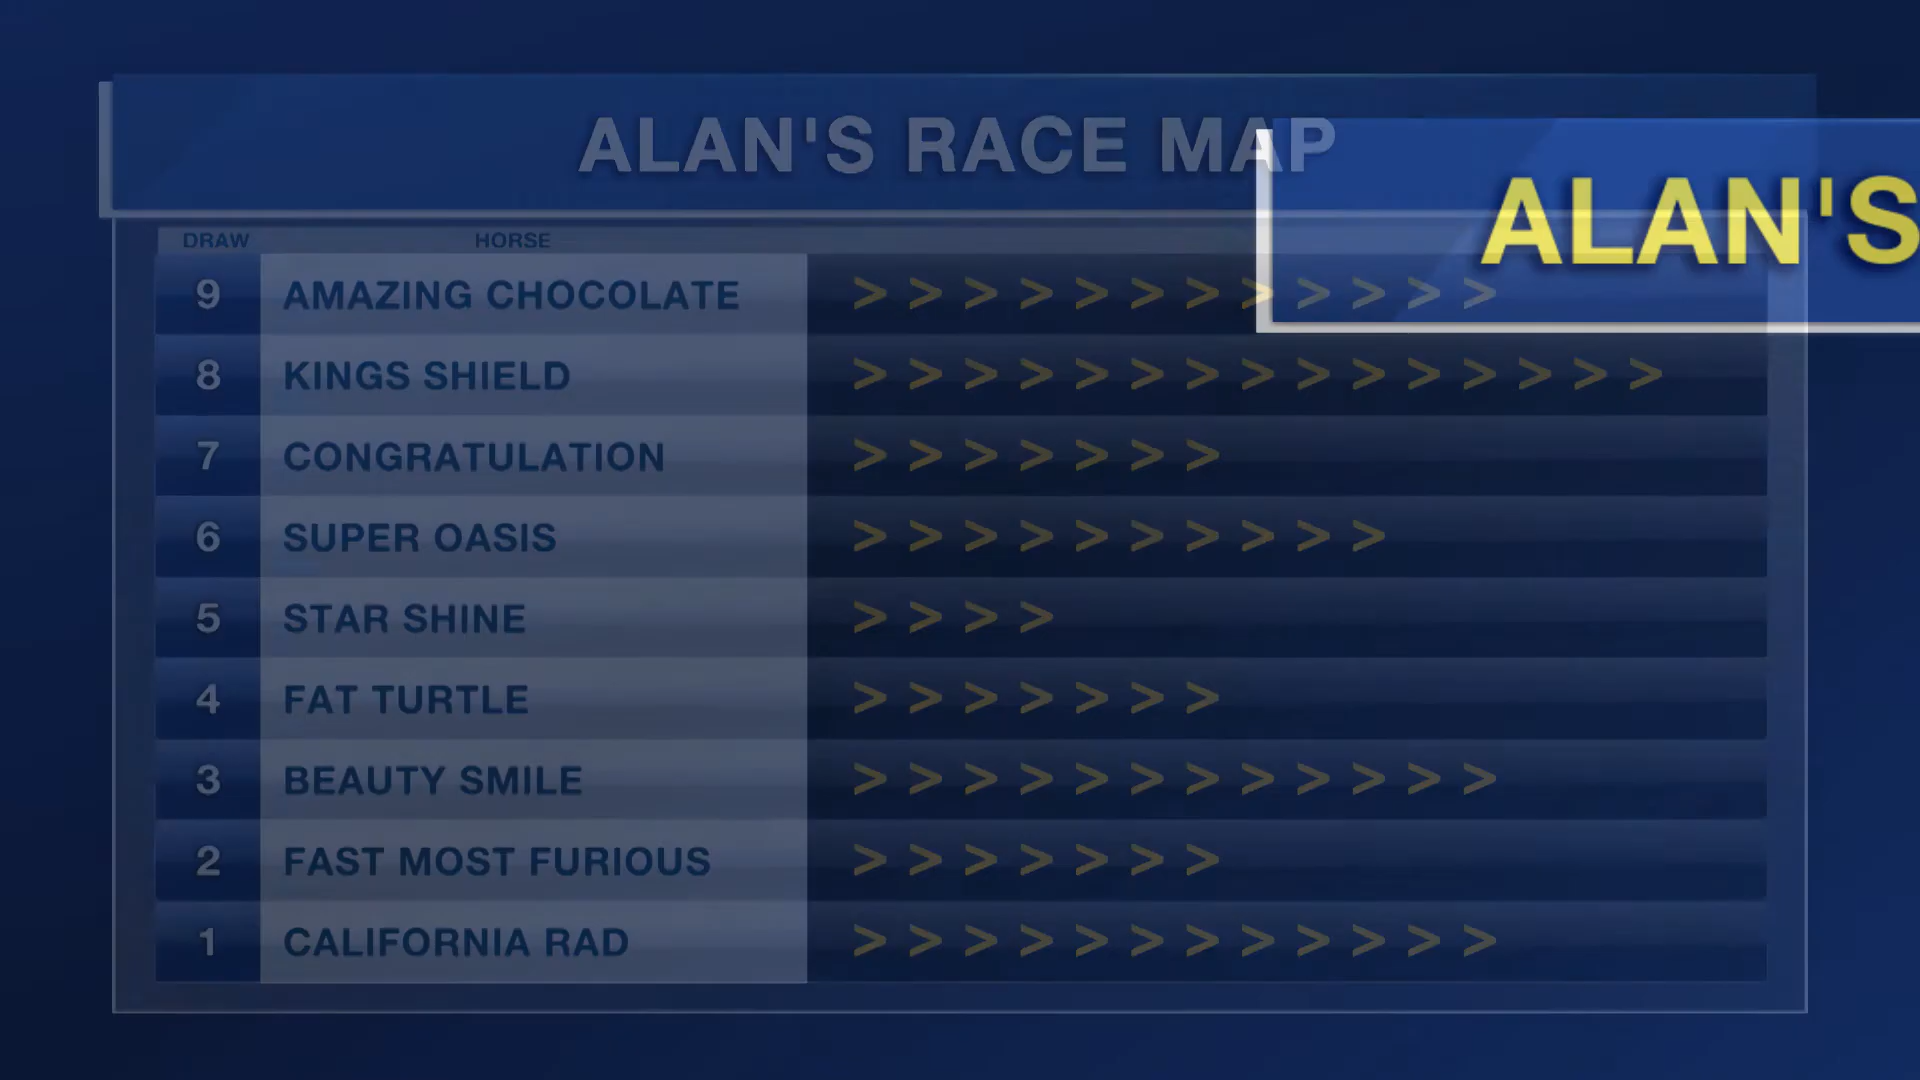 ALAN'S RACE MAP
ALAN'S
DRAW HORSE
9 AMAZING CHOCOLATE > > > > > > > > > > > >
8 KINGS SHIELD > > > > > > > > > > > > > > >
7 CONGRATULATION > > > > > > >
6 SUPER OASIS > > > > > > > > > >
5 STAR SHINE > > > >
4 FAT TURTLE > > > > > > >
3 BEAUTY SMILE > > > > > > > > > > > >
2 FAST MOST FURIOUS > > > > > > >
1 CALIFORNIA RAD > > > > > > > > > > > >